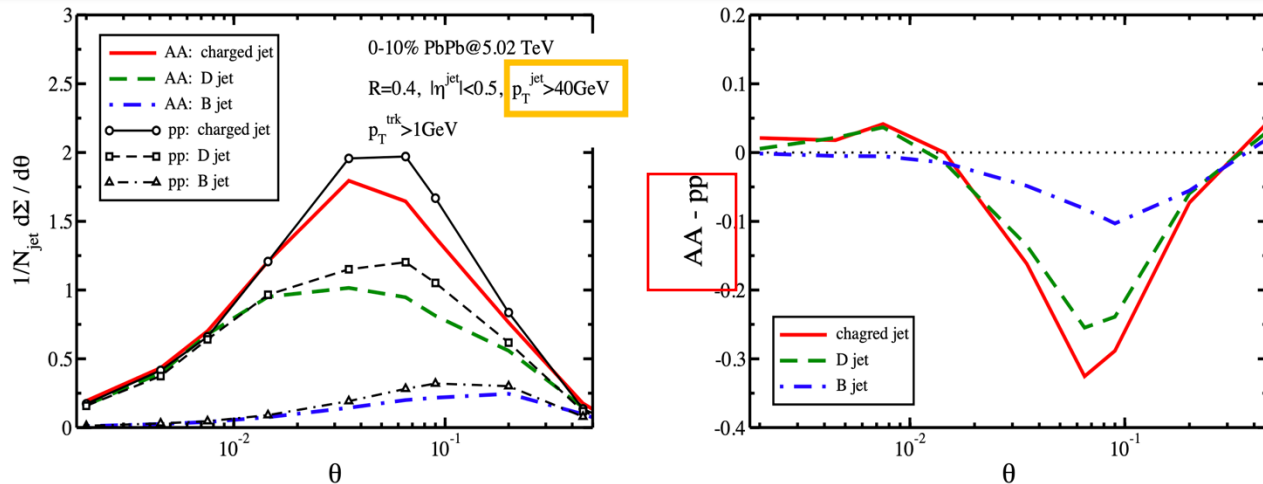 3
2.5
2
1.5
1
0.5
0
1/N_jet dΣ / dθ
AA: charged jet
AA: D jet
AA: B jet
pp: charged jet
pp: D jet
pp: B jet
0-10% PbPb@5.02 TeV
R=0.4, |η^jet|<0.5, p_T^jet>40GeV
p_T^trk>1GeV
10^-2
10^-1
θ
0.2
0.1
0
-0.1
-0.2
-0.3
-0.4
AA - pp
chagred jet
D jet
B jet
10^-2
10^-1
θ